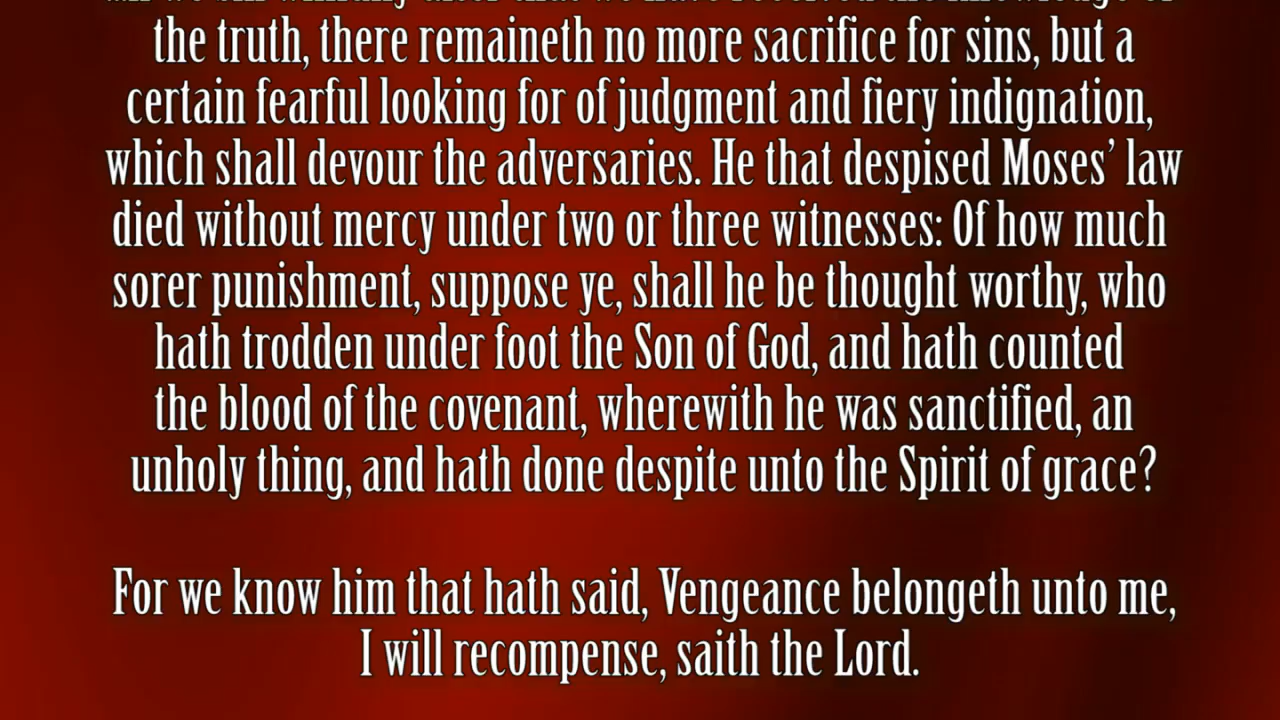 the truth, there remaineth no more sacrifice for sins, but a
certain fearful looking for of judgment and fiery indignation,
which shall devour the adversaries. He that despised Moses’ law
died without mercy under two or three witnesses: Of how much
sorer punishment, suppose ye, shall he be thought worthy, who
hath trodden under foot the Son of God, and hath counted
the blood of the covenant, wherewith he was sanctified, an
unholy thing, and hath done despite unto the Spirit of grace?
For we know him that hath said, Vengeance belongeth unto me,
I will recompense, saith the Lord.